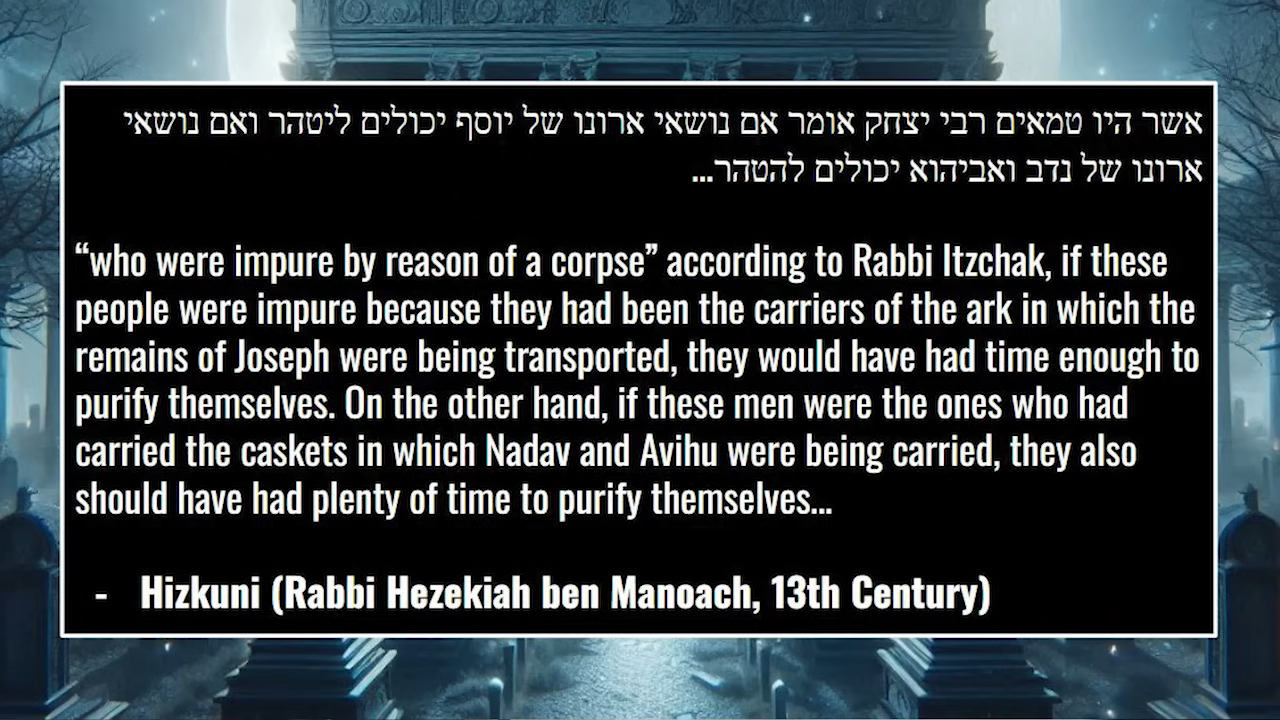 אשר היו טמאים רבי יצחק אומר אם נושאי ארונו של יוסף יכולים ליטהר ואם נושאי
ארונו של נדב ואביהוא יכולים להטהר...
“who were impure by reason of a corpse” according to Rabbi Itzchak, if these
people were impure because they had been the carriers of the ark in which the
remains of Joseph were being transported, they would have had time enough to
purify themselves. On the other hand, if these men were the ones who had
carried the caskets in which Nadav and Avihu were being carried, they also
should have had plenty of time to purify themselves...
- Hizkuni (Rabbi Hezekiah ben Manoach, 13th Century)